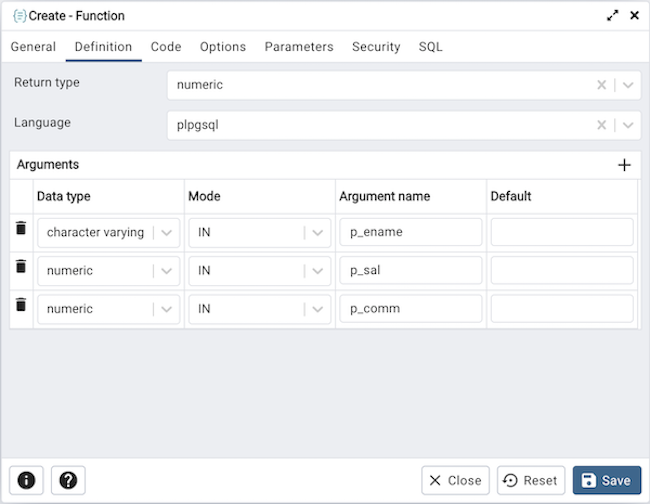 Create - Function
General Definition Code Options Parameters Security SQL
Return type numeric
Language plpgsql
Arguments
Data type Mode Argument name Default
character varying IN p_ename
numeric IN p_sal
numeric IN p_comm
Close Reset Save